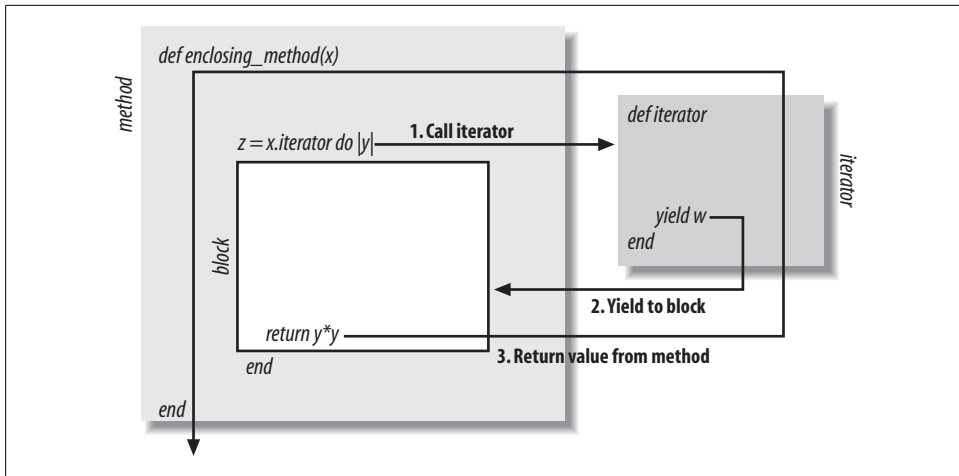 def enclosing_method(x)
method
def iterator
1. Call iterator
z = x.iterator do |y|
iterator
yield w
end
block
2. Yield to block
return y*y
3. Return value from method
end
end